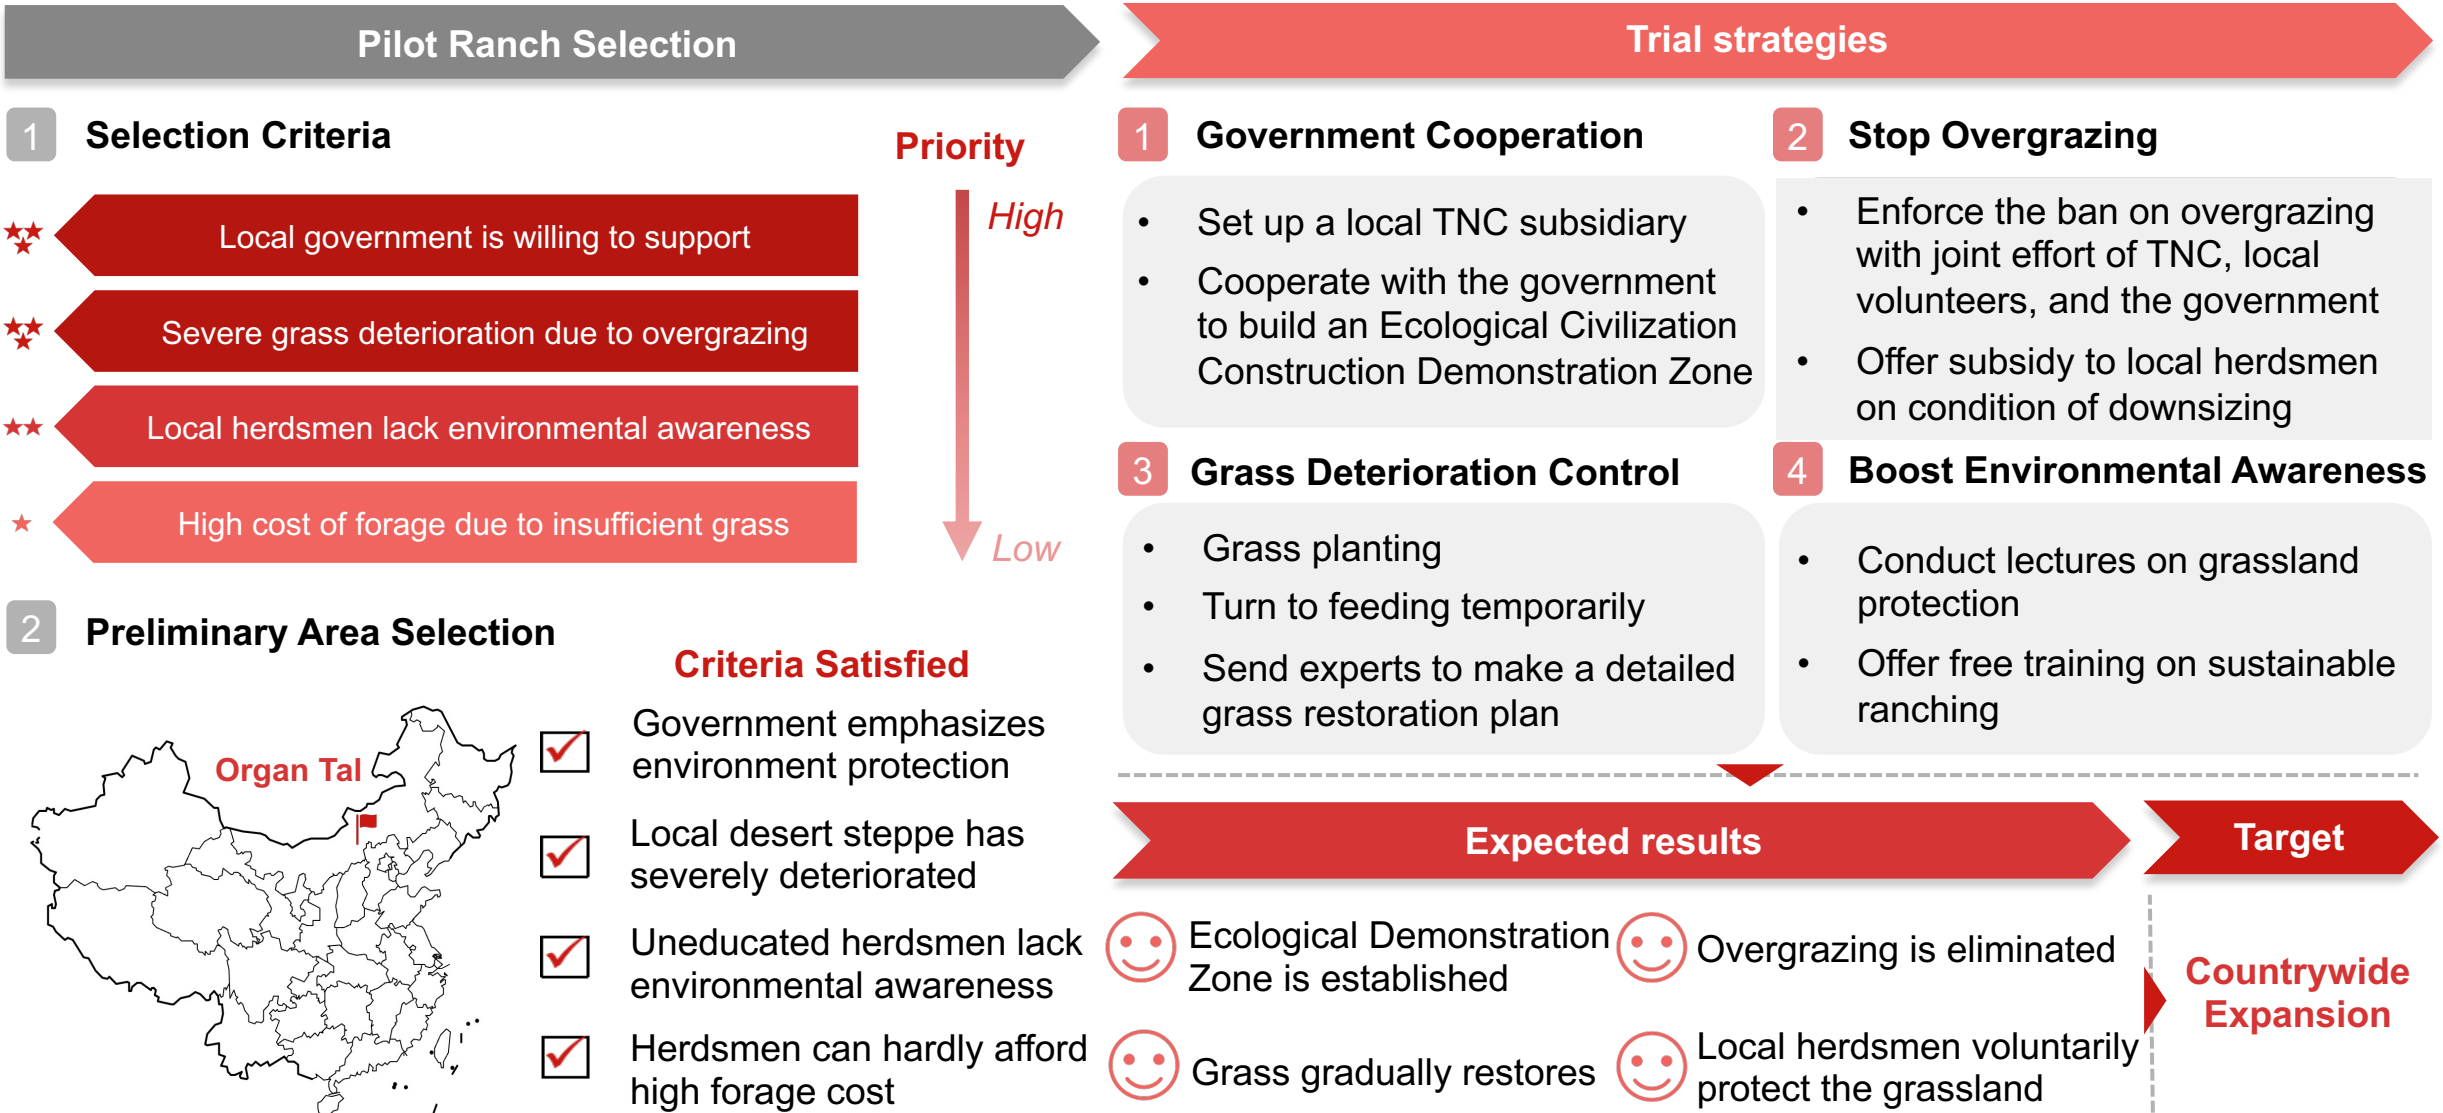 Pilot Ranch Selection
1
Selection Criteria
Priority
High
Low
Local government is willing to support
Severe grass deterioration due to overgrazing
Local herdsmen lack environmental awareness
High cost of forage due to insufficient grass
2
Preliminary Area Selection
Criteria Satisfied
Organ Tal
Government emphasizes
environment protection
Local desert steppe has
severely deteriorated
Uneducated herdsmen lack
environmental awareness
Herdsmen can hardly afford
high forage cost
Trial strategies
1
Government Cooperation
• Set up a local TNC subsidiary
• Cooperate with the government
to build an Ecological Civilization
Construction Demonstration Zone
2
Stop Overgrazing
• Enforce the ban on overgrazing
with joint effort of TNC, local
volunteers, and the government
• Offer subsidy to local herdsmen
on condition of downsizing
3
Grass Deterioration Control
• Grass planting
• Turn to feeding temporarily
• Send experts to make a detailed
grass restoration plan
4
Boost Environmental Awareness
• Conduct lectures on grassland
protection
• Offer free training on sustainable
ranching
Expected results
Ecological Demonstration
Zone is established
Overgrazing is eliminated
Grass gradually restores
Local herdsmen voluntarily
protect the grassland
Target
Countrywide
Expansion